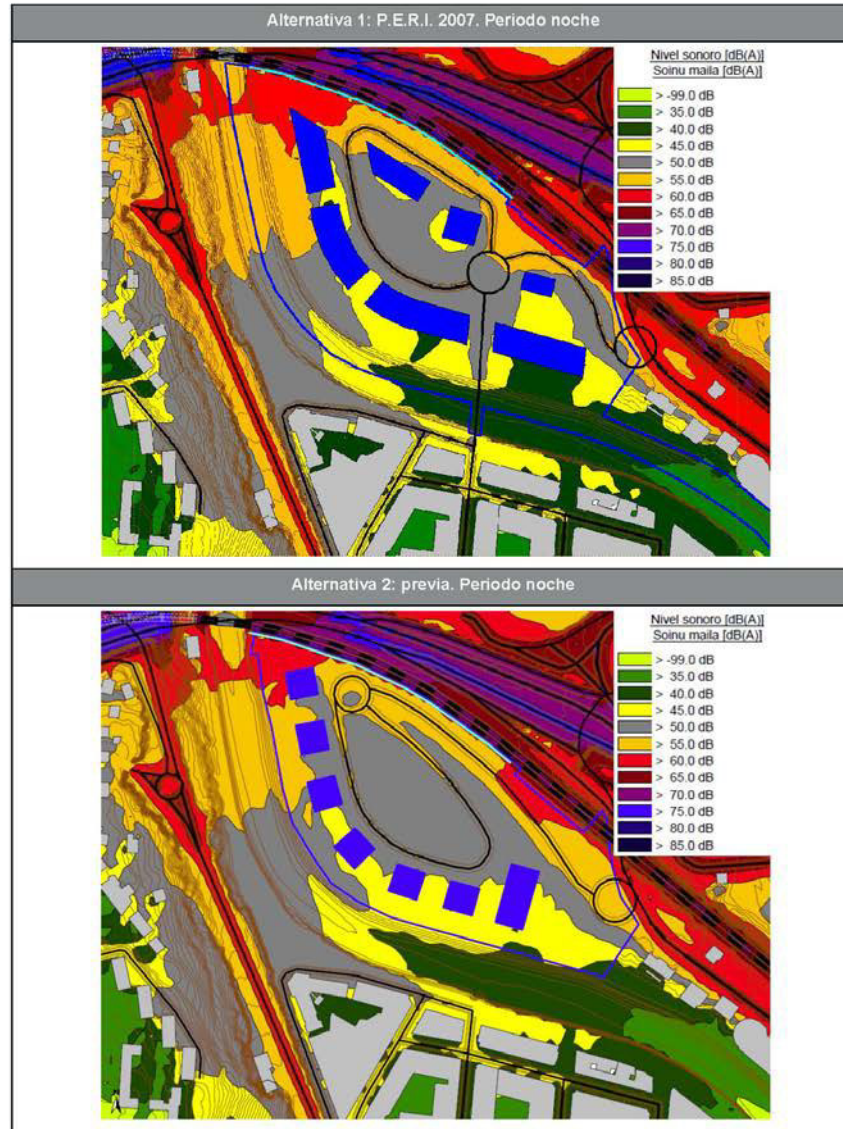 Alternativa 1: P.E.R.I. 2007. Periodo noche
Nivel sonoro [dB(A)]
Soinu maila [dB(A)]
> -99.0 dB
> 35.0 dB
> 40.0 dB
> 45.0 dB
> 50.0 dB
> 55.0 dB
> 60.0 dB
> 65.0 dB
> 70.0 dB
> 75.0 dB
> 80.0 dB
> 85.0 dB
Alternativa 2: previa. Periodo noche
Nivel sonoro [dB(A)]
Soinu maila [dB(A)]
> -99.0 dB
> 35.0 dB
> 40.0 dB
> 45.0 dB
> 50.0 dB
> 55.0 dB
> 60.0 dB
> 65.0 dB
> 70.0 dB
> 75.0 dB
> 80.0 dB
> 85.0 dB